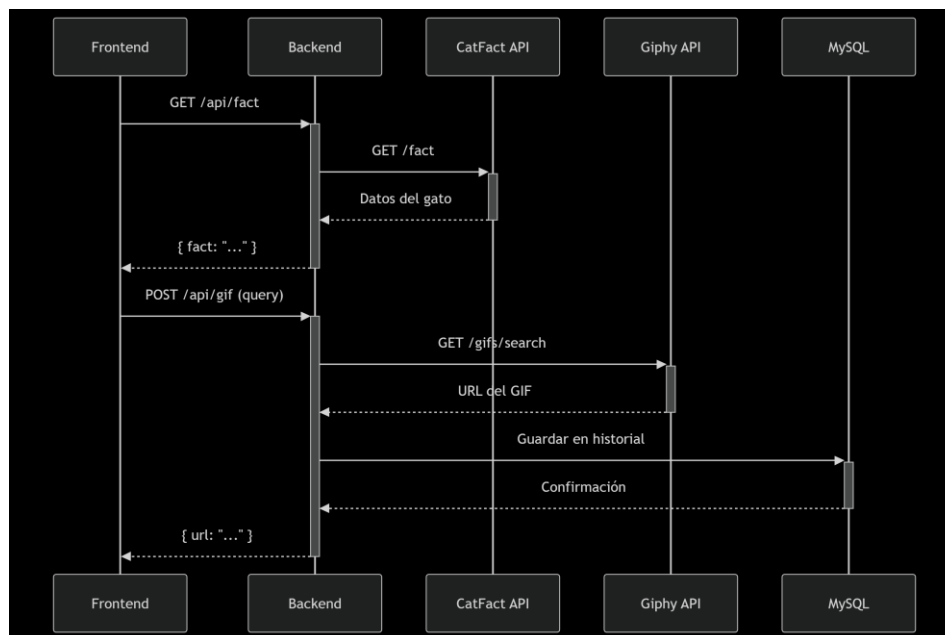 Frontend
Backend
CatFact API
Giphy API
MySQL
GET /api/fact
GET /fact
Datos del gato
{ fact: "..." }
POST /api/gif (query)
GET /gifs/search
URL del GIF
Guardar en historial
Confirmación
{ url: "..." }
Frontend
Backend
CatFact API
Giphy API
MySQL